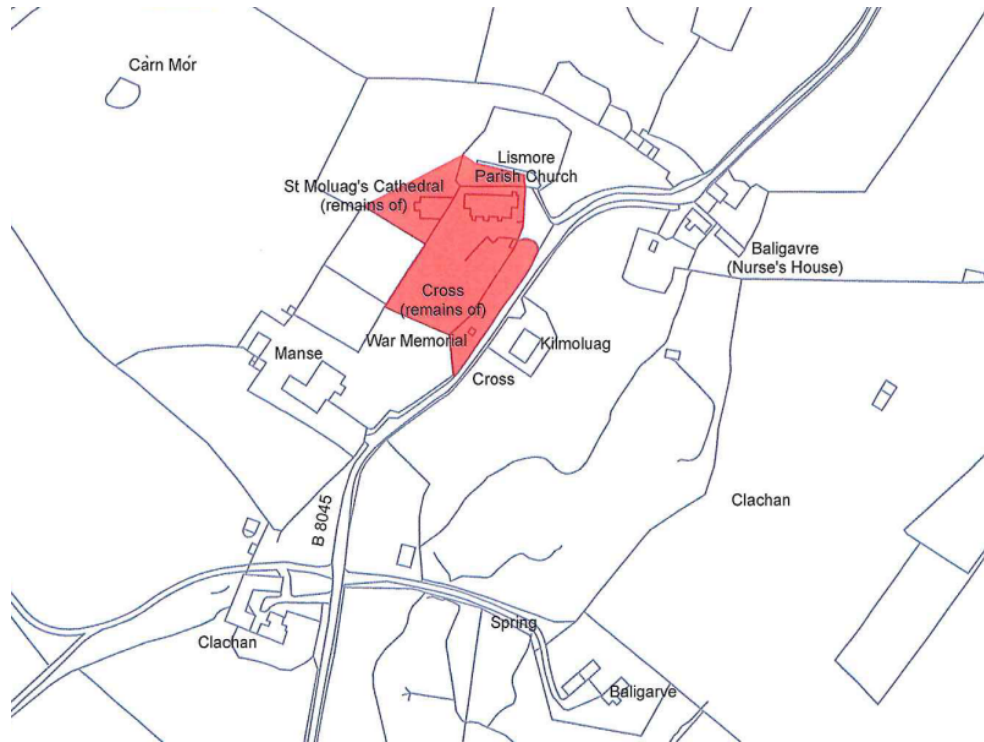 Càrn Mór
Lismore
Parish Church
St Moluag's Cathedral
(remains of)
Baligavre
(Nurse's House)
Cross
(remains of)
War Memorial
Kilmoluag
Manse
Cross
Clachan
B 8045
Spring
Clachan
Baligarve